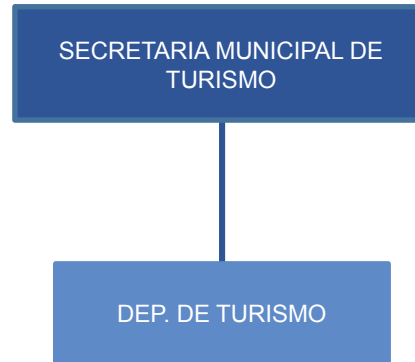 SECRETARIA MUNICIPAL DE
TURISMO
DEP. DE TURISMO